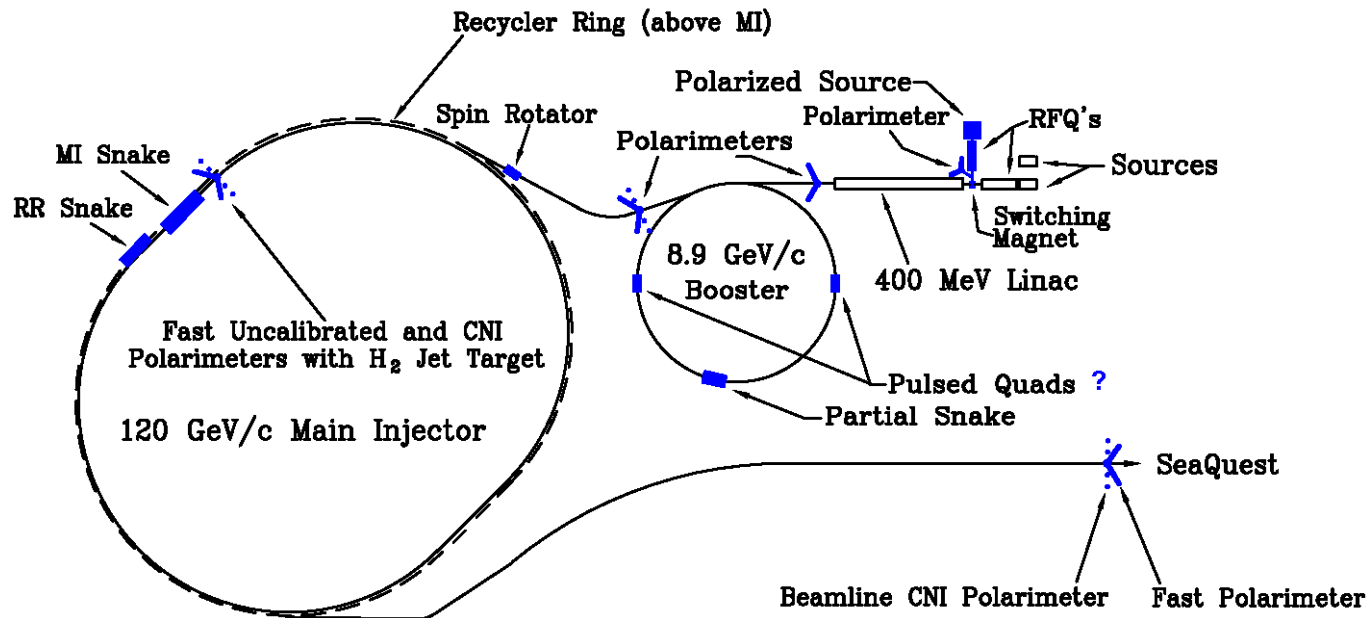 Recycler Ring (above MI)
Polarized Source
Spin Rotator
Polarimeter
RFQ's
Polarimeters
MI Snake
Sources
RR Snake
Switching
Magnet
8.9 GeV/c
Booster
400 MeV Linac
Fast Uncalibrated and CNI
Polarimeters with H₂ Jet Target
Pulsed Quads ?
Partial Snake
120 GeV/c Main Injector
SeaQuest
Beamline CNI Polarimeter
Fast Polarimeter